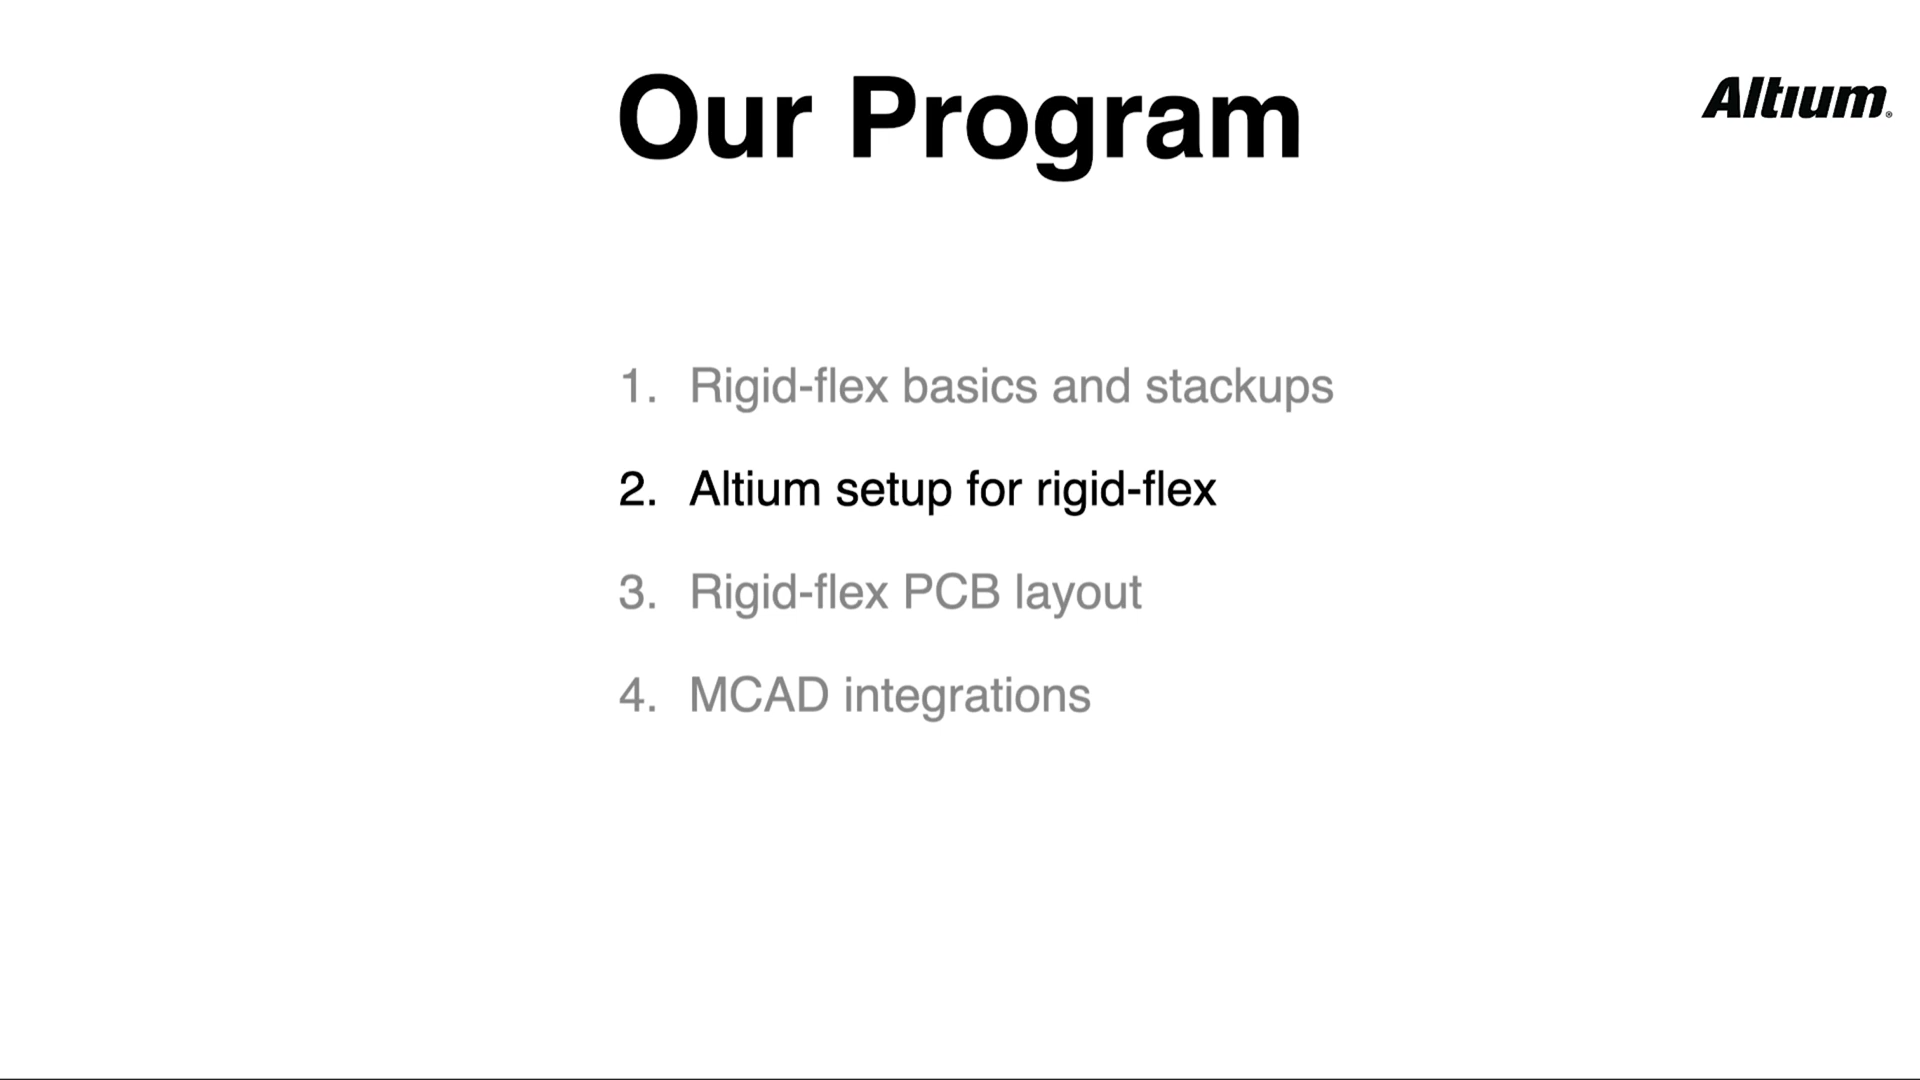 Our Program
Altium®
1. Rigid-flex basics and stackups
2. Altium setup for rigid-flex
3. Rigid-flex PCB layout
4. MCAD integrations